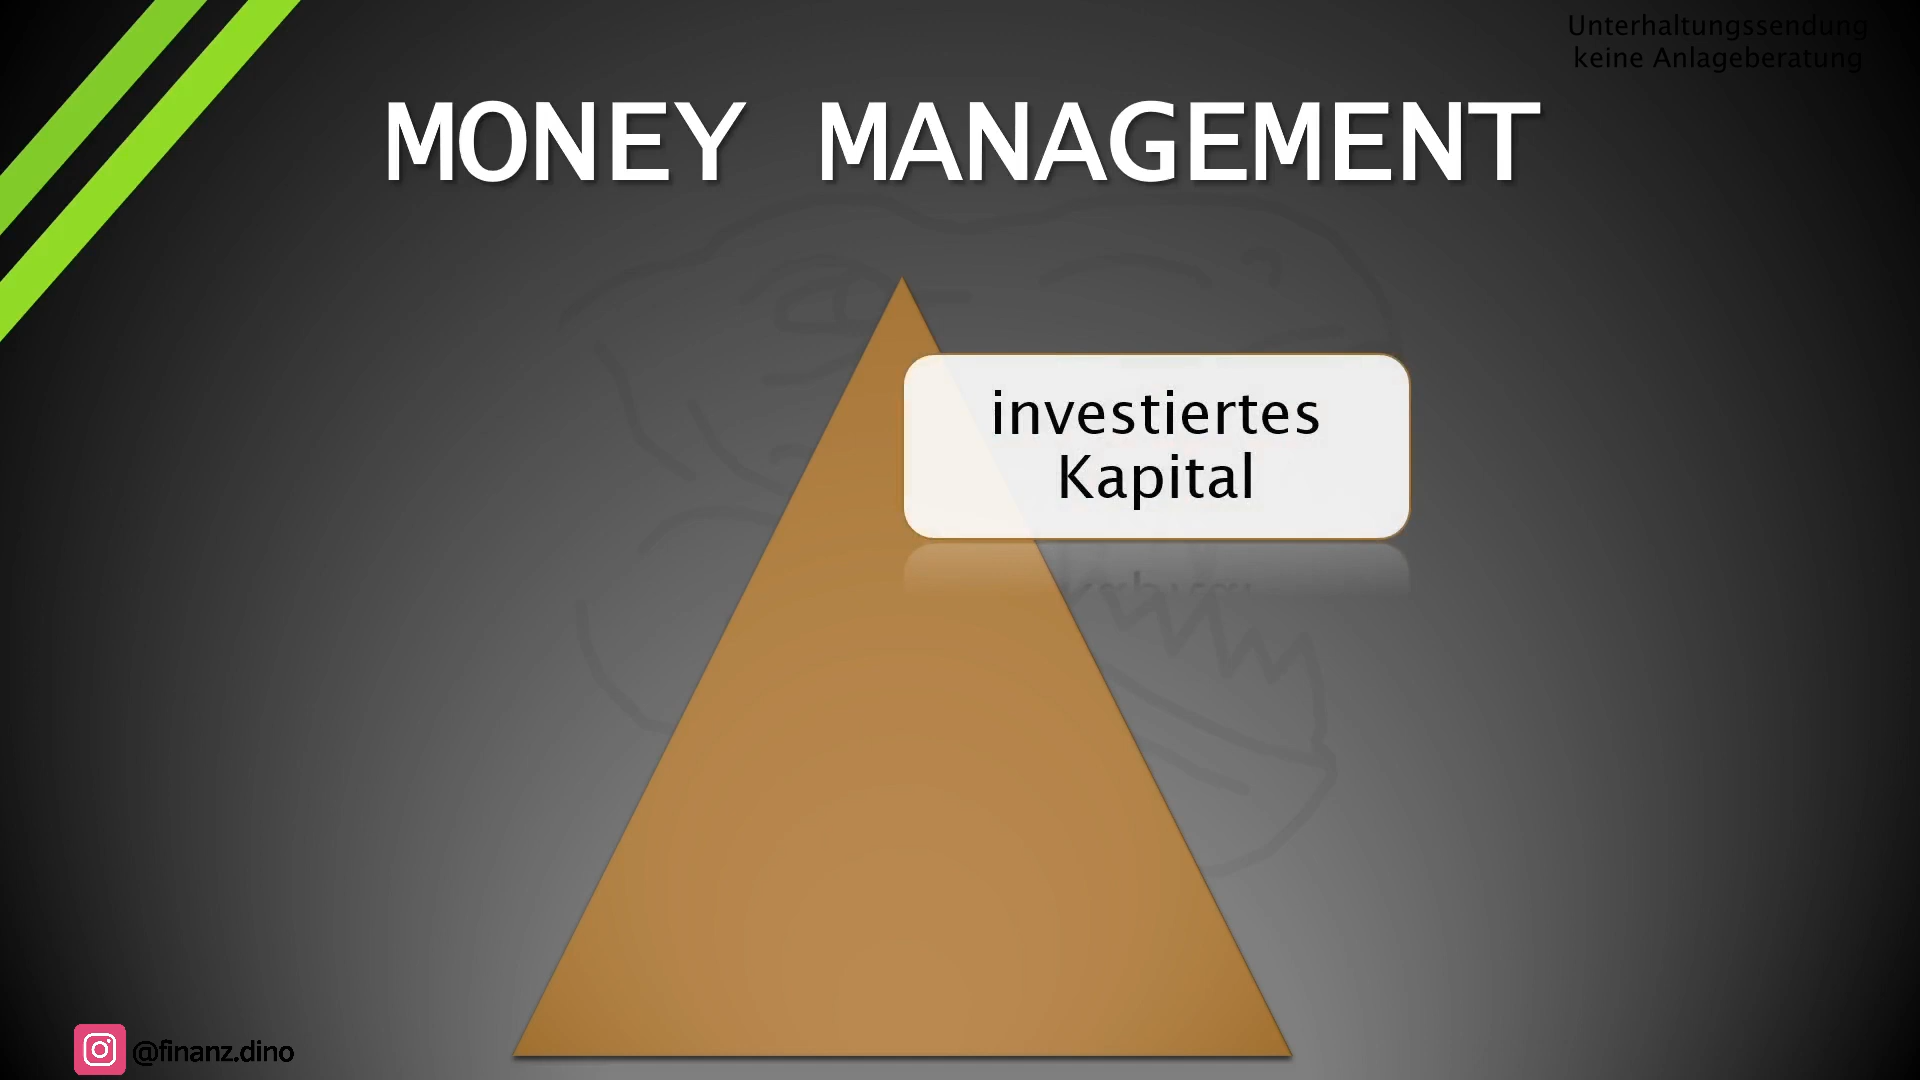 Unterhaltungssendung
keine Anlageberatung
MONEY MANAGEMENT
investiertes
Kapital
@finanz.dino